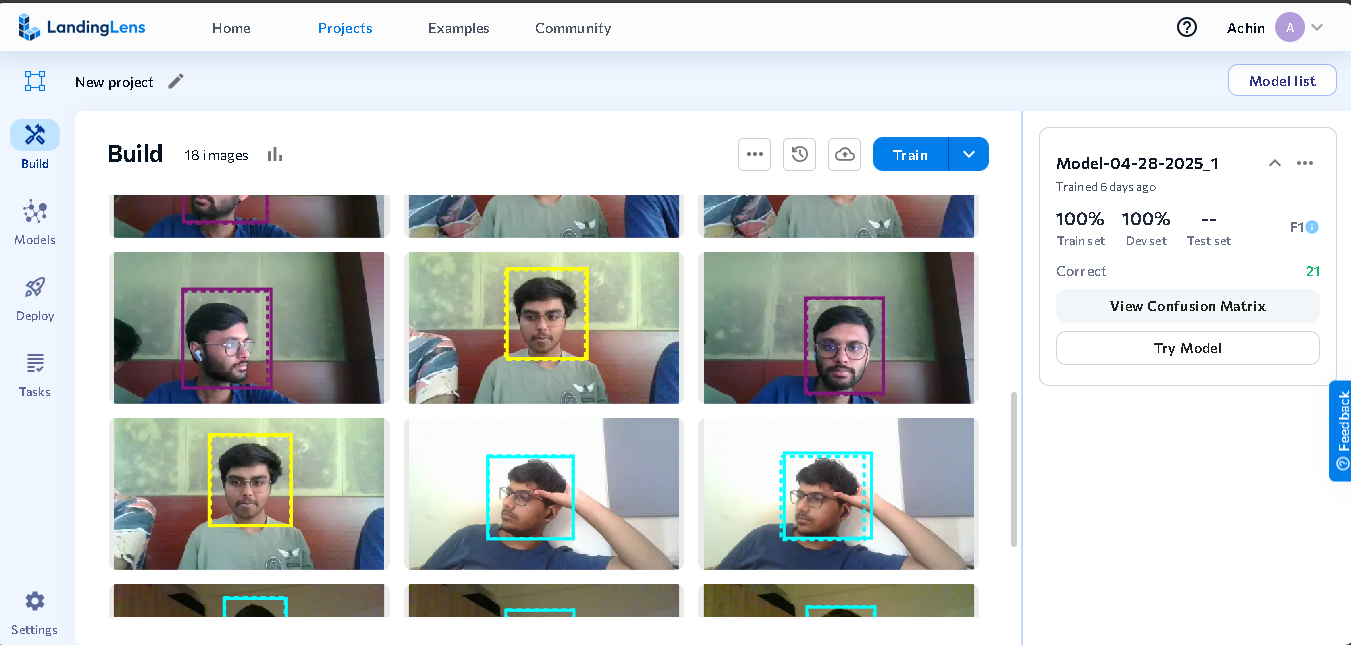 LandingLens
Home
Projects
Examples
Community
Achin
A
New project
Model list
Build
Models
Deploy
Tasks
Settings
Build
18 images
Train
Model-04-28-2025_1
Trained 6 days ago
100% 100% --
Train set Dev set Test set
F1
Correct 21
View Confusion Matrix
Try Model
Feedback